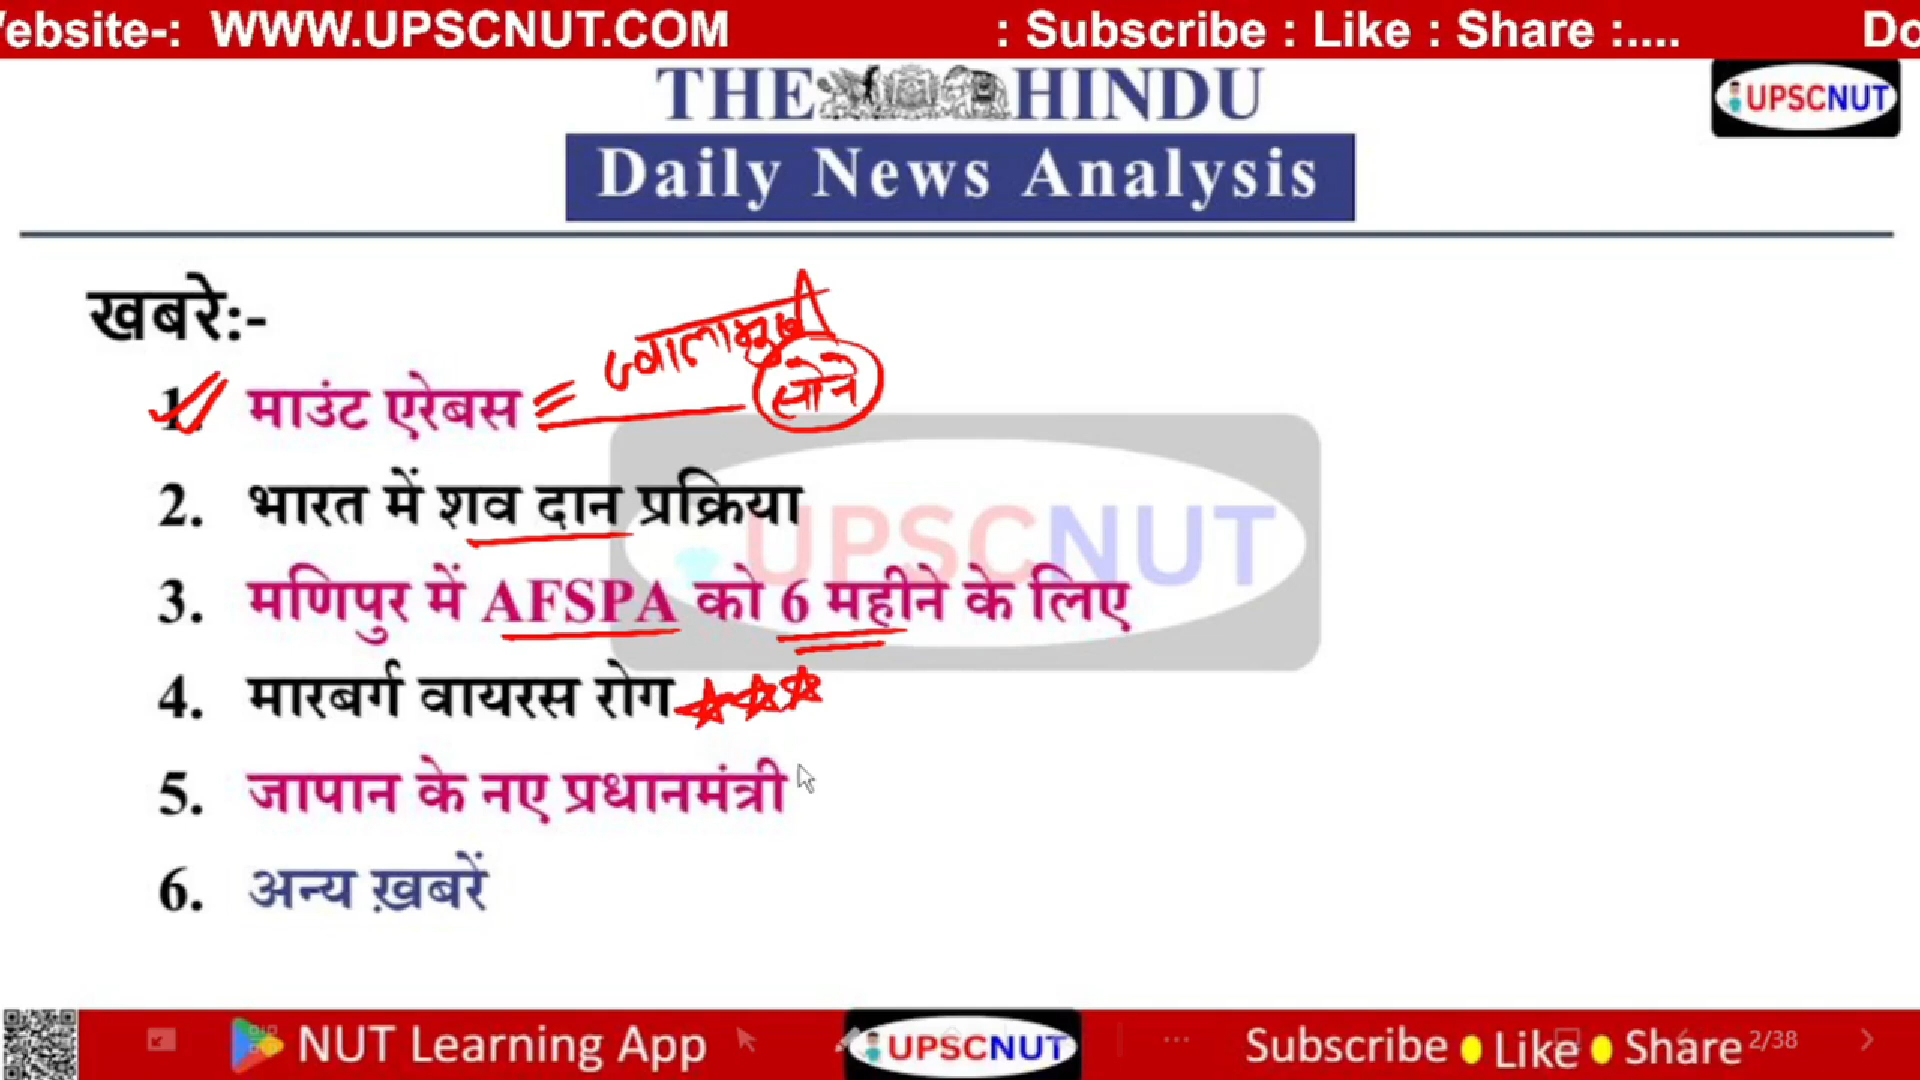 Website-: WWW.UPSCNUT.COM : Subscribe : Like : Share :.... Do
THE HINDU
UPSCNUT
Daily News Analysis
खबरे:-
ज्वालामुखी
1. माउंट एरेबस = सोने
2. भारत में शव दान प्रक्रिया
UPSCNUT
3. मणिपुर में AFSPA को 6 महीने के लिए
4. मारबर्ग वायरस रोग
5. जापान के नए प्रधानमंत्री
6. अन्य ख़बरें
NUT Learning App UPSCNUT Subscribe Like Share 2/38